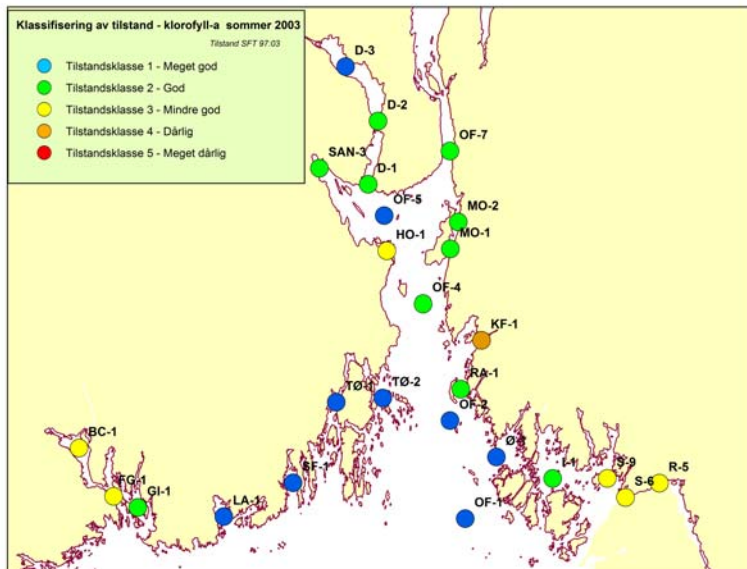 Klassifisering av tilstand - klorofyll-a sommer 2003
Tilstand SFT 97:03
Tilstandsklasse 1 - Meget god
Tilstandsklasse 2 - God
Tilstandsklasse 3 - Mindre god
Tilstandsklasse 4 - Dårlig
Tilstandsklasse 5 - Meget dårlig
D-3
D-2
OF-7
SAN-3
D-1
OF-5
MO-2
HO-1
MO-1
OF-4
KF-1
TØ-1
TØ-2
RA-1
OF-2
BC-1
SF-1
I-1
S-9
R-5
FG-1
GI-1
S-6
LA-1
OF-1